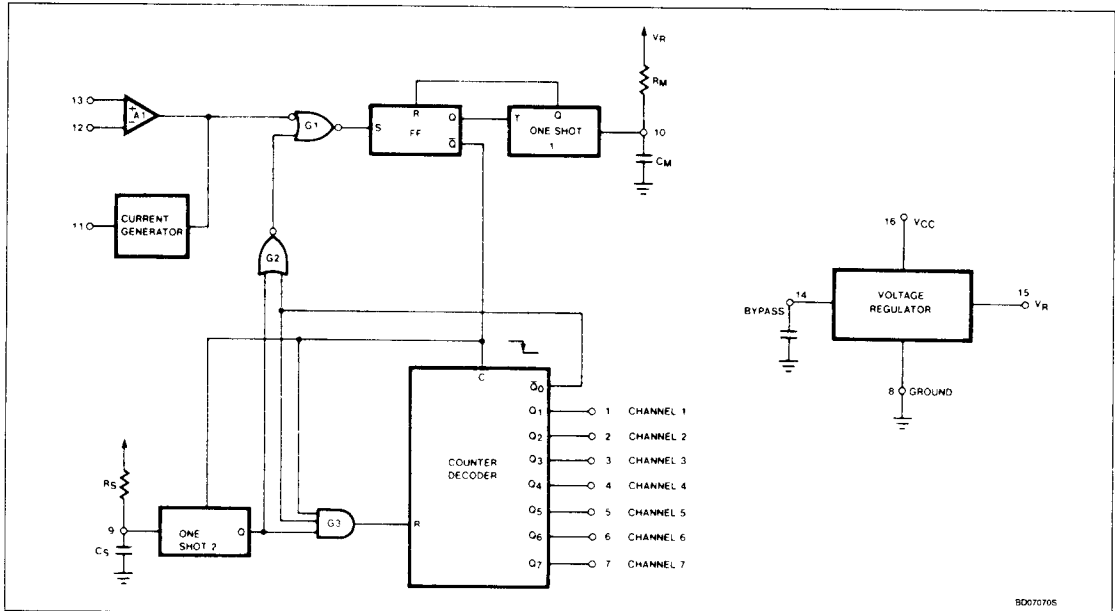 VR
RM
13
12
+
−
A1
G1
S
R
FF
Q
Q̄
T
Q
ONE SHOT
1
10
CM
11
CURRENT
GENERATOR
G2
16
VCC
14
BYPASS
VOLTAGE
REGULATOR
15
VR
8
GROUND
C
Q̄0
Q1 1 CHANNEL 1
Q2 2 CHANNEL 2
Q3 3 CHANNEL 3
COUNTER
DECODER
Q4 4 CHANNEL 4
Q5 5 CHANNEL 5
Q6 6 CHANNEL 6
Q7 7 CHANNEL 7
RS
9
CS
ONE
SHOT 2
Q
G3
R
BD07070S